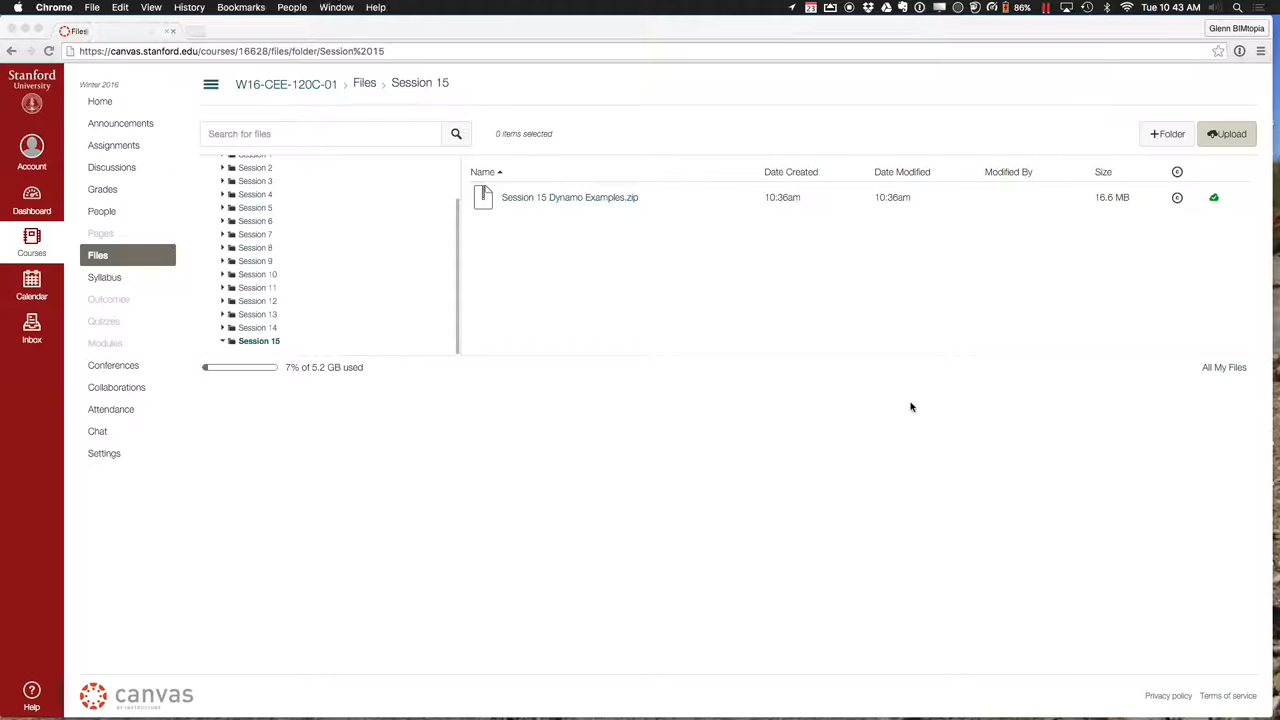 Chrome File Edit View History Bookmarks People Window Help
86% Tue 10:43 AM
Files
Glenn BIMtopia
https://canvas.stanford.edu/courses/16628/files/folder/Session%2015
Stanford
University
Account
Dashboard
Courses
Calendar
Inbox
Help
Winter 2016
Home
Announcements
Assignments
Discussions
Grades
People
Pages
Files
Syllabus
Outcomes
Quizzes
Modules
Conferences
Collaborations
Attendance
Chat
Settings
W16-CEE-120C-01 › Files › Session 15
Search for files
0 items selected
+Folder
Upload
Session 1
Session 2
Session 3
Session 4
Session 5
Session 6
Session 7
Session 8
Session 9
Session 10
Session 11
Session 12
Session 13
Session 14
Session 15
Name Date Created Date Modified Modified By Size
Session 15 Dynamo Examples.zip 10:36am 10:36am 16.6 MB
7% of 5.2 GB used
All My Files
canvas
BY INSTRUCTURE
Privacy policy Terms of service